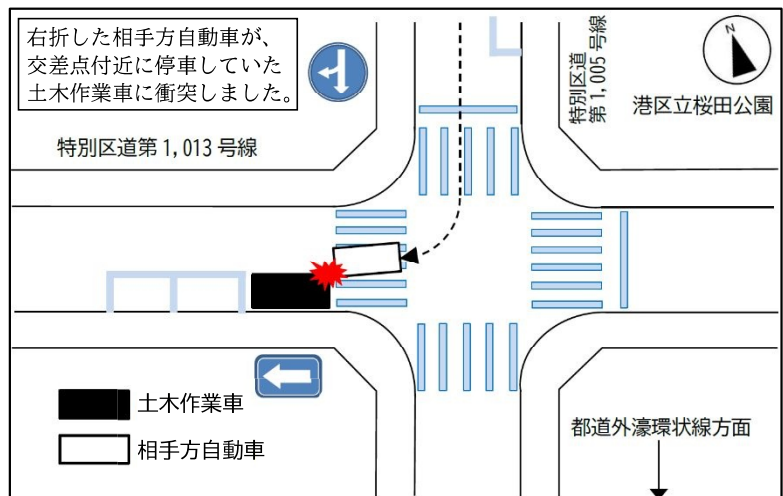 右折した相手方自動車が、
交差点付近に停車していた
土木作業車に衝突しました。
特別区道
第1,005号線
N
港区立桜田公園
特別区道第1,013号線
土木作業車
相手方自動車
都道外濠環状線方面